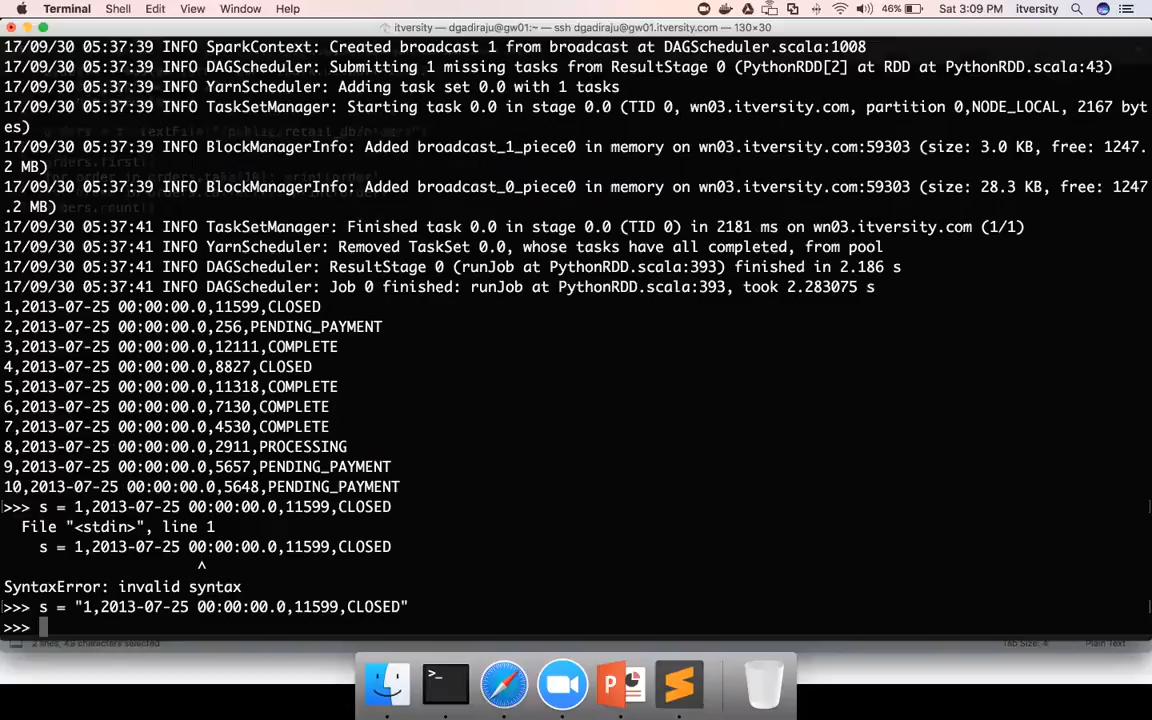 Terminal Shell Edit View Window Help 46% Sat 3:09 PM itversity
itversity — dgadiraju@gw01:~ — ssh dgadiraju@gw01.itversity.com — 130×30
17/09/30 05:37:39 INFO SparkContext: Created broadcast 1 from broadcast at DAGScheduler.scala:1008
17/09/30 05:37:39 INFO DAGScheduler: Submitting 1 missing tasks from ResultStage 0 (PythonRDD[2] at RDD at PythonRDD.scala:43)
17/09/30 05:37:39 INFO YarnScheduler: Adding task set 0.0 with 1 tasks
17/09/30 05:37:39 INFO TaskSetManager: Starting task 0.0 in stage 0.0 (TID 0, wn03.itversity.com, partition 0,NODE_LOCAL, 2167 byt
es)
17/09/30 05:37:39 INFO BlockManagerInfo: Added broadcast_1_piece0 in memory on wn03.itversity.com:59303 (size: 3.0 KB, free: 1247.
2 MB)
17/09/30 05:37:39 INFO BlockManagerInfo: Added broadcast_0_piece0 in memory on wn03.itversity.com:59303 (size: 28.3 KB, free: 1247
.2 MB)
17/09/30 05:37:41 INFO TaskSetManager: Finished task 0.0 in stage 0.0 (TID 0) in 2181 ms on wn03.itversity.com (1/1)
17/09/30 05:37:41 INFO YarnScheduler: Removed TaskSet 0.0, whose tasks have all completed, from pool
17/09/30 05:37:41 INFO DAGScheduler: ResultStage 0 (runJob at PythonRDD.scala:393) finished in 2.186 s
17/09/30 05:37:41 INFO DAGScheduler: Job 0 finished: runJob at PythonRDD.scala:393, took 2.283075 s
1,2013-07-25 00:00:00.0,11599,CLOSED
2,2013-07-25 00:00:00.0,256,PENDING_PAYMENT
3,2013-07-25 00:00:00.0,12111,COMPLETE
4,2013-07-25 00:00:00.0,8827,CLOSED
5,2013-07-25 00:00:00.0,11318,COMPLETE
6,2013-07-25 00:00:00.0,7130,COMPLETE
7,2013-07-25 00:00:00.0,4530,COMPLETE
8,2013-07-25 00:00:00.0,2911,PROCESSING
9,2013-07-25 00:00:00.0,5657,PENDING_PAYMENT
10,2013-07-25 00:00:00.0,5648,PENDING_PAYMENT
>>> s = 1,2013-07-25 00:00:00.0,11599,CLOSED
File "<stdin>", line 1
s = 1,2013-07-25 00:00:00.0,11599,CLOSED
^
SyntaxError: invalid syntax
>>> s = "1,2013-07-25 00:00:00.0,11599,CLOSED"
>>>
2 lines, 43 characters selected Tab Size: 4 Plain Text